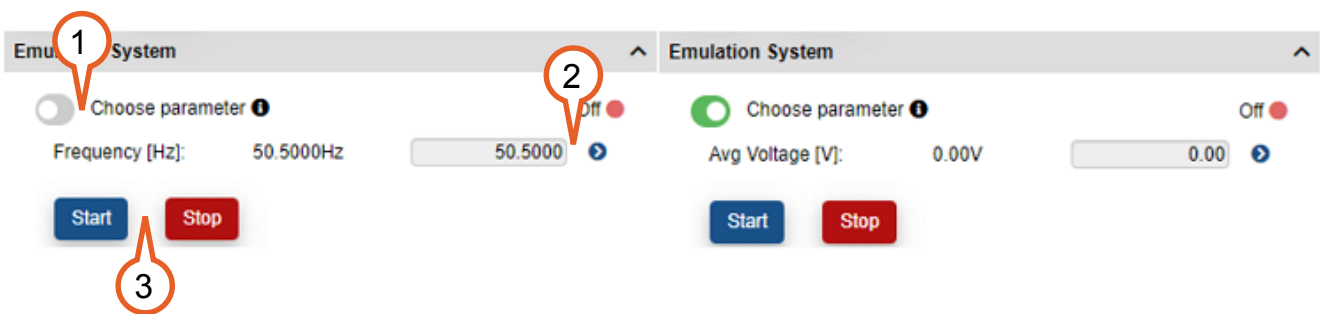 1
2
Emu System
Emulation System
Choose parameter
Off
Choose parameter
Off
Frequency [Hz]: 50.5000Hz 50.5000
Avg Voltage [V]: 0.00V 0.00
Start Stop
Start Stop
3